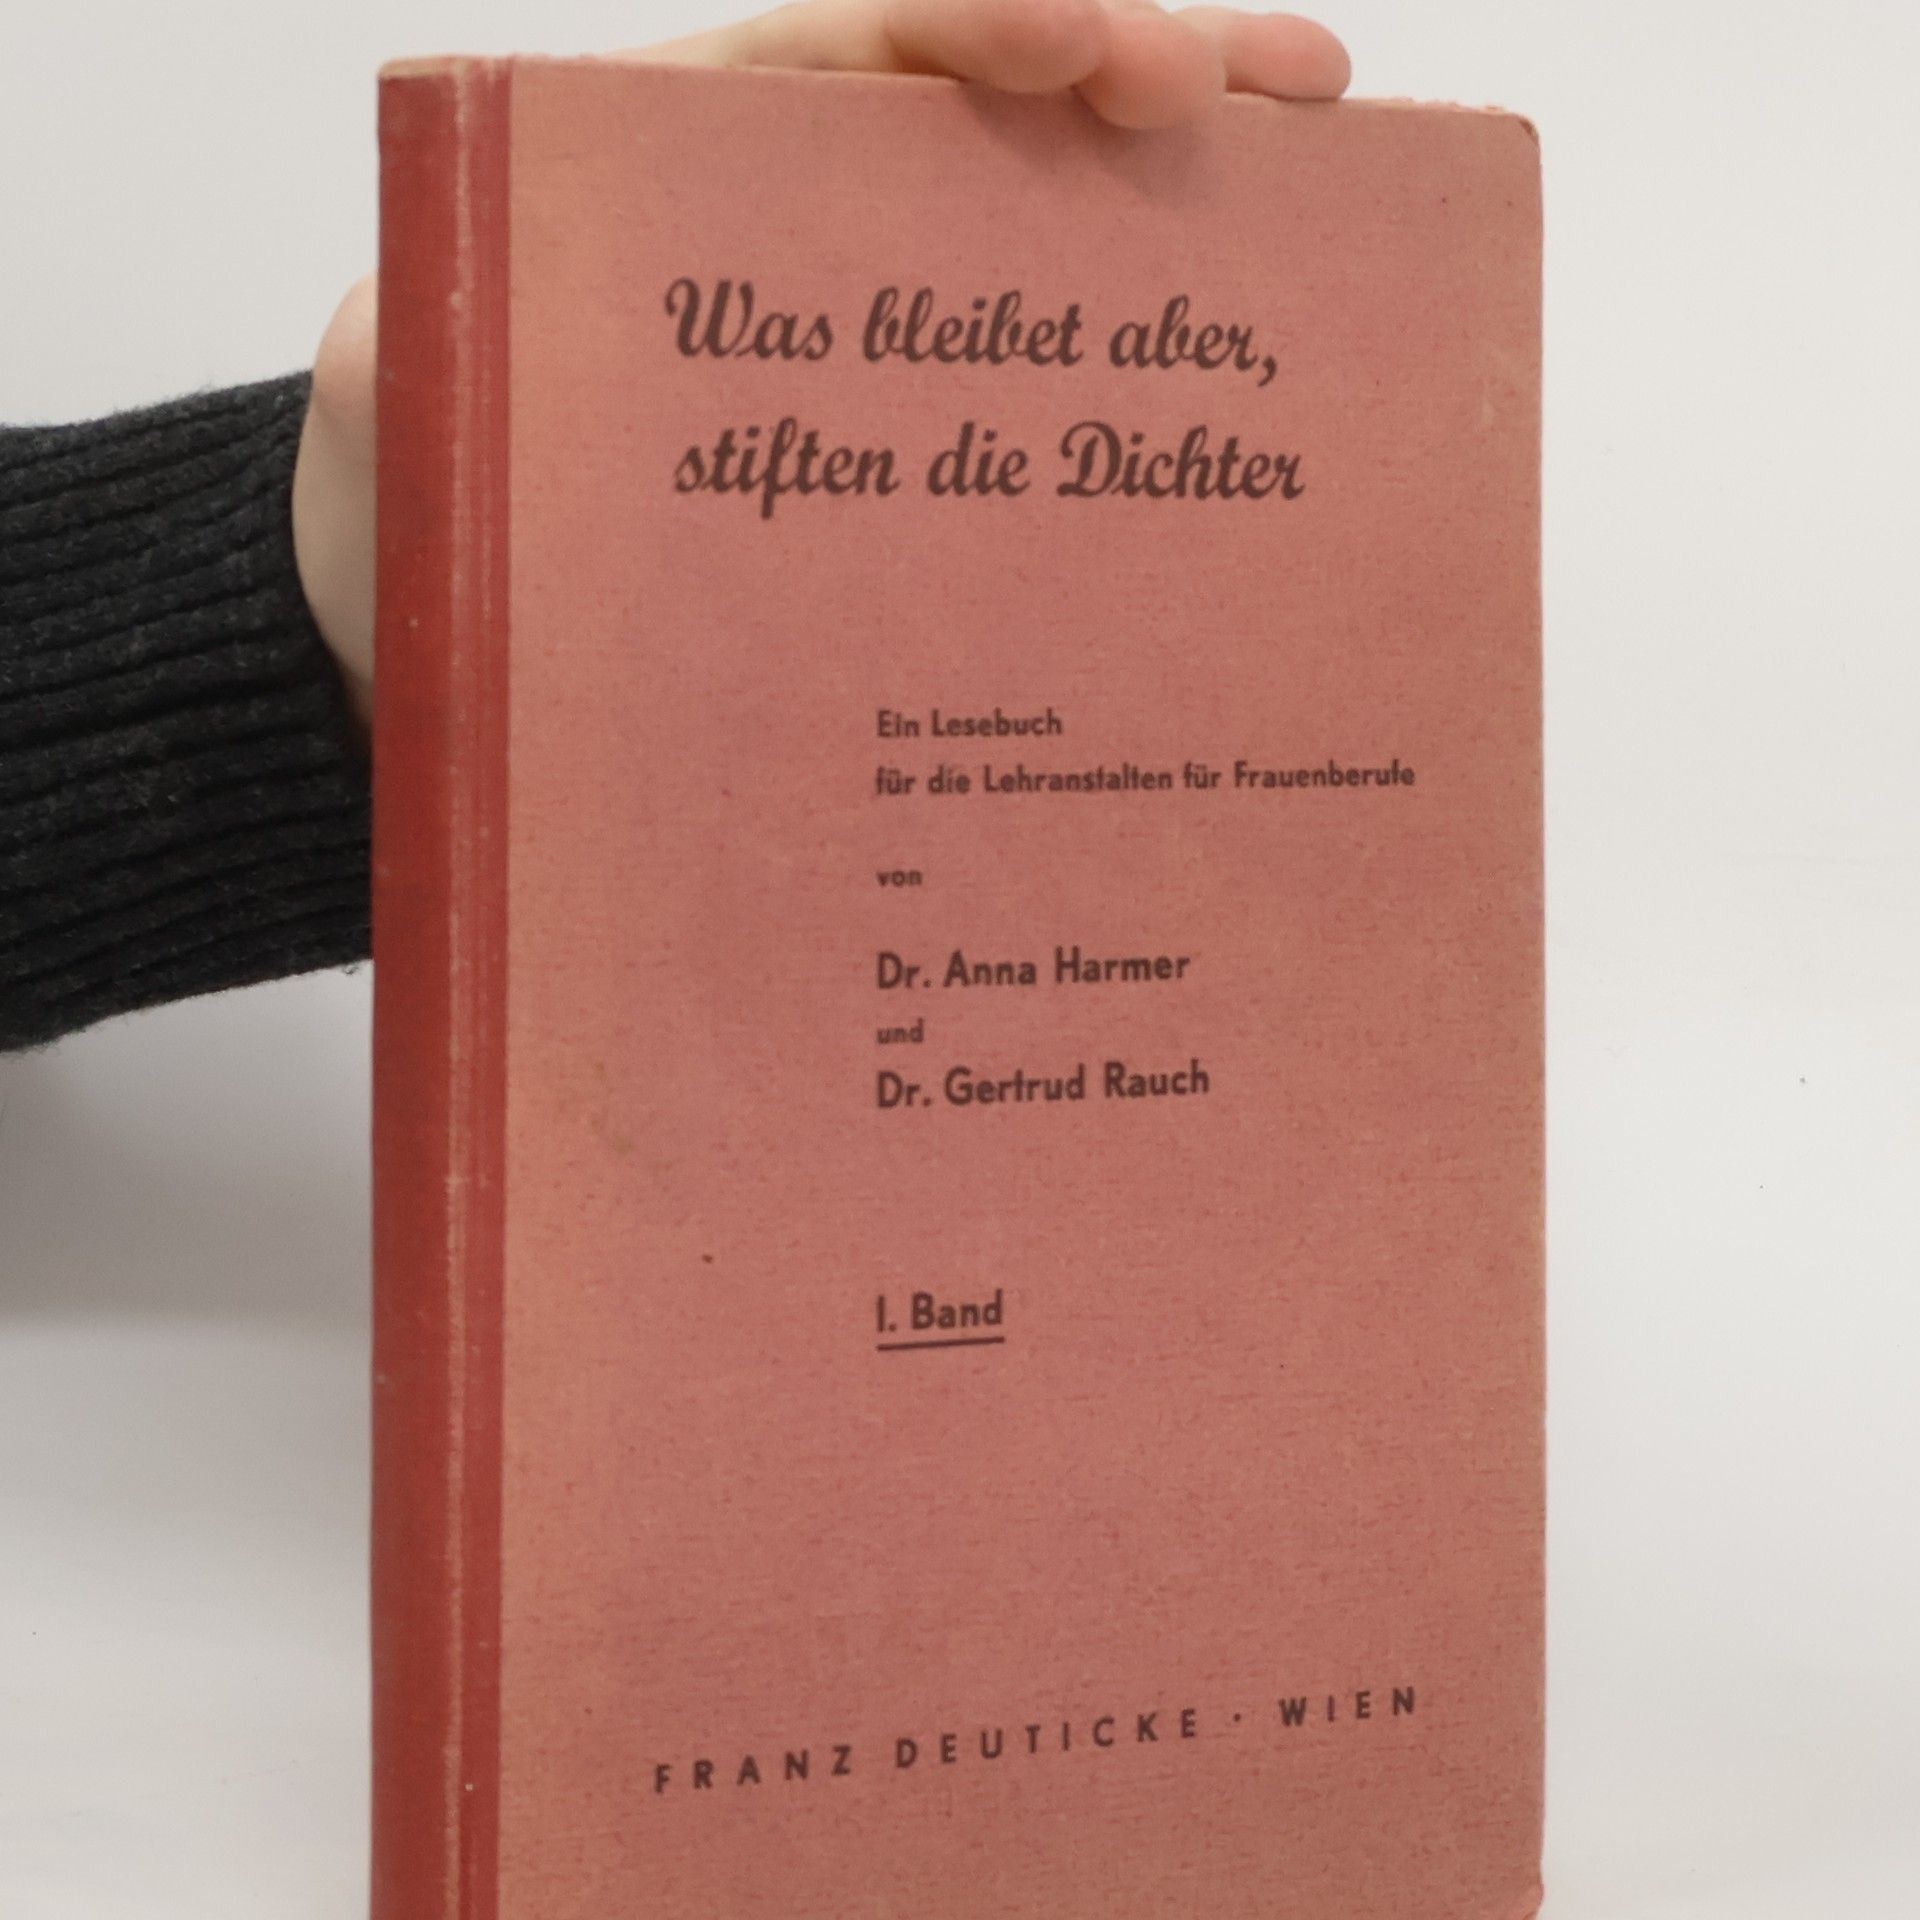 Was bleibet aber,
stiften die Dichter
Ein Lesebuch
für die Lehranstalten für Frauenberufe
von
Dr. Anna Harmer
und
Dr. Gertrud Rauch
I. Band
FRANZ DEUTICKE · WIEN